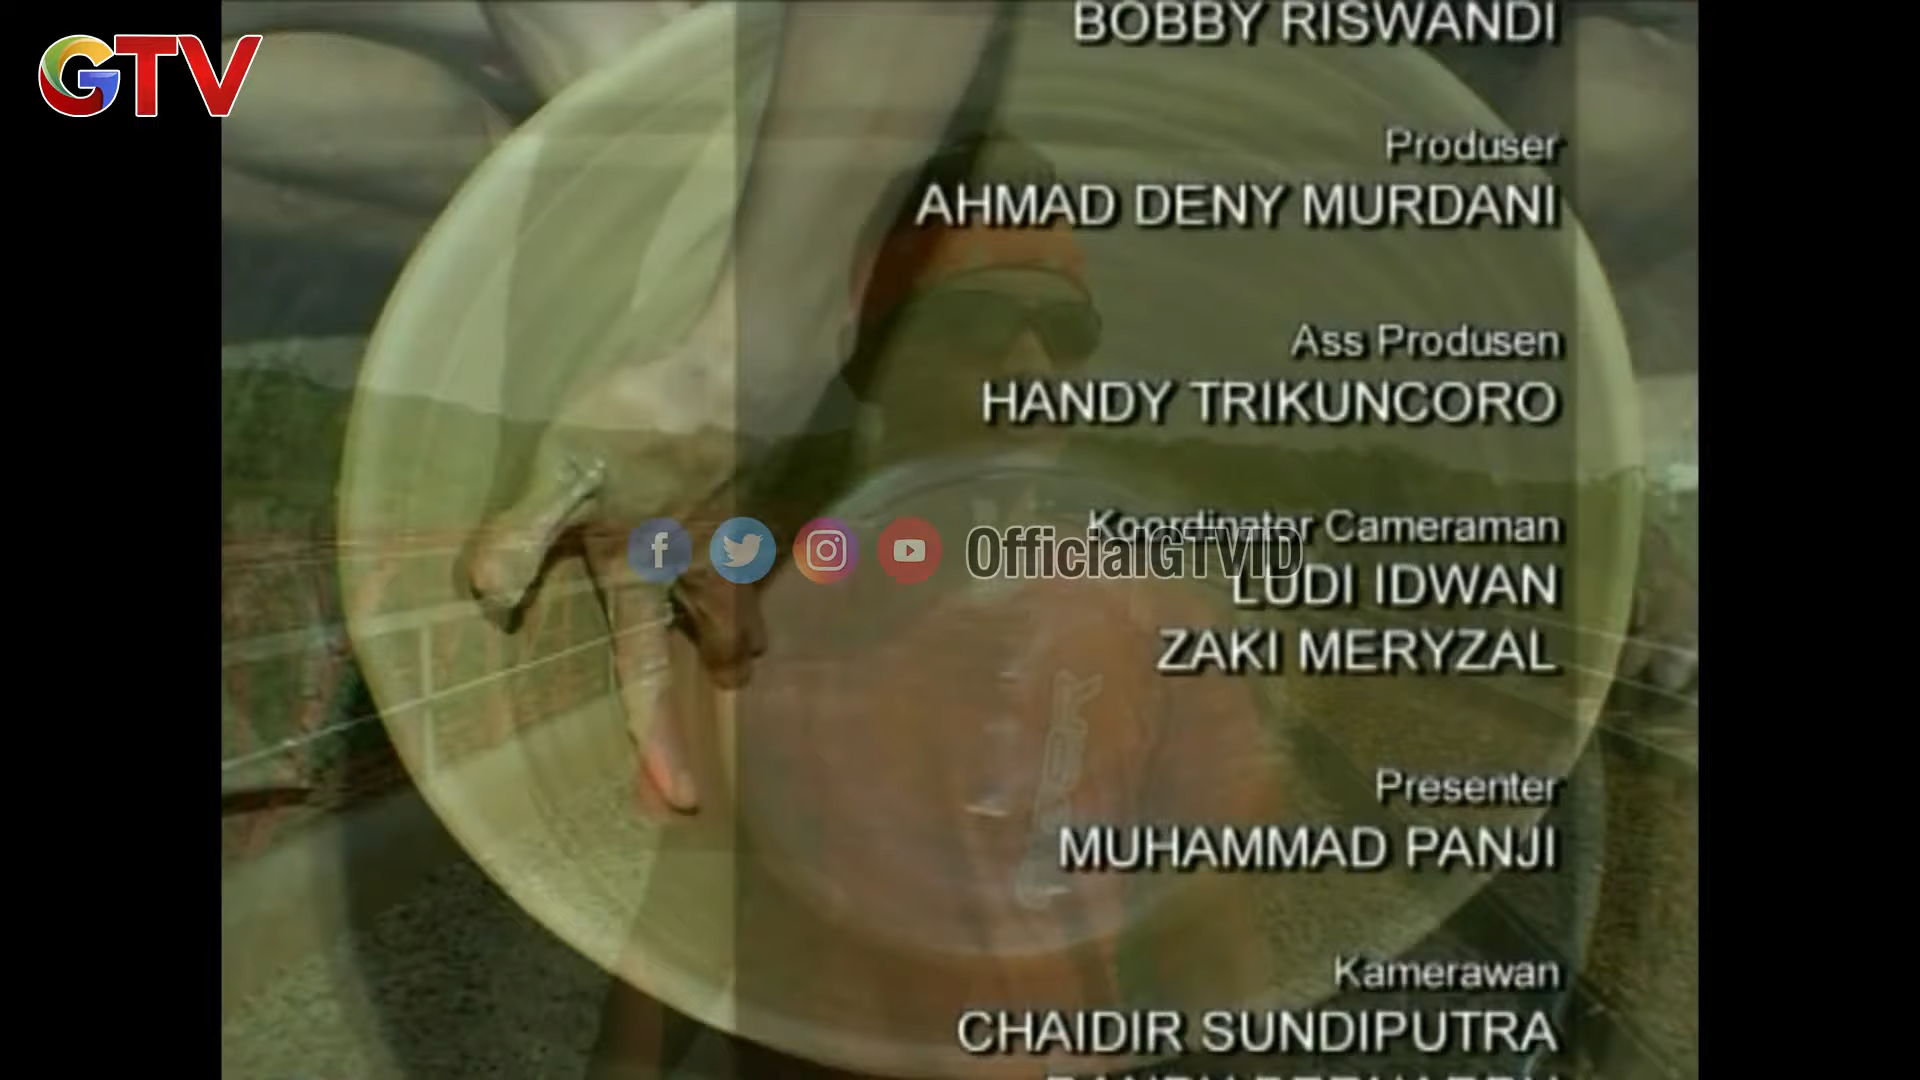 GTV
BOBBY RISWANDI
Produser
AHMAD DENY MURDANI
Ass Produsen
HANDY TRIKUNCORO
Koordinator Cameraman
OfficialGTVID
LUDI IDWAN
ZAKI MERYZAL
Presenter
MUHAMMAD PANJI
Kamerawan
CHAIDIR SUNDIPUTRA